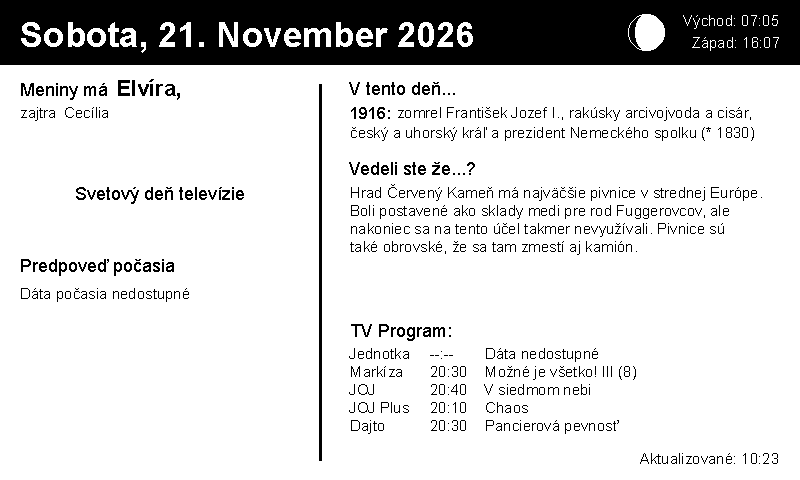 Sobota, 21. November 2026
Východ: 07:05
Západ: 16:07
Meniny má Elvíra,
zajtra Cecília
Svetový deň televízie
Predpoveď počasia
Dáta počasia nedostupné
V tento deň...
1916: zomrel František Jozef I., rakúsky arcivojvoda a cisár,
český a uhorský kráľ a prezident Nemeckého spolku (* 1830)
Vedeli ste že...?
Hrad Červený Kameň má najväčšie pivnice v strednej Európe.
Boli postavené ako sklady medi pre rod Fuggerovcov, ale
nakoniec sa na tento účel takmer nevyužívali. Pivnice sú
také obrovské, že sa tam zmestí aj kamión.
TV Program:
Jednotka --:-- Dáta nedostupné
Markíza 20:30 Možné je všetko! III (8)
JOJ 20:40 V siedmom nebi
JOJ Plus 20:10 Chaos
Dajto 20:30 Pancierová pevnosť
Aktualizované: 10:23